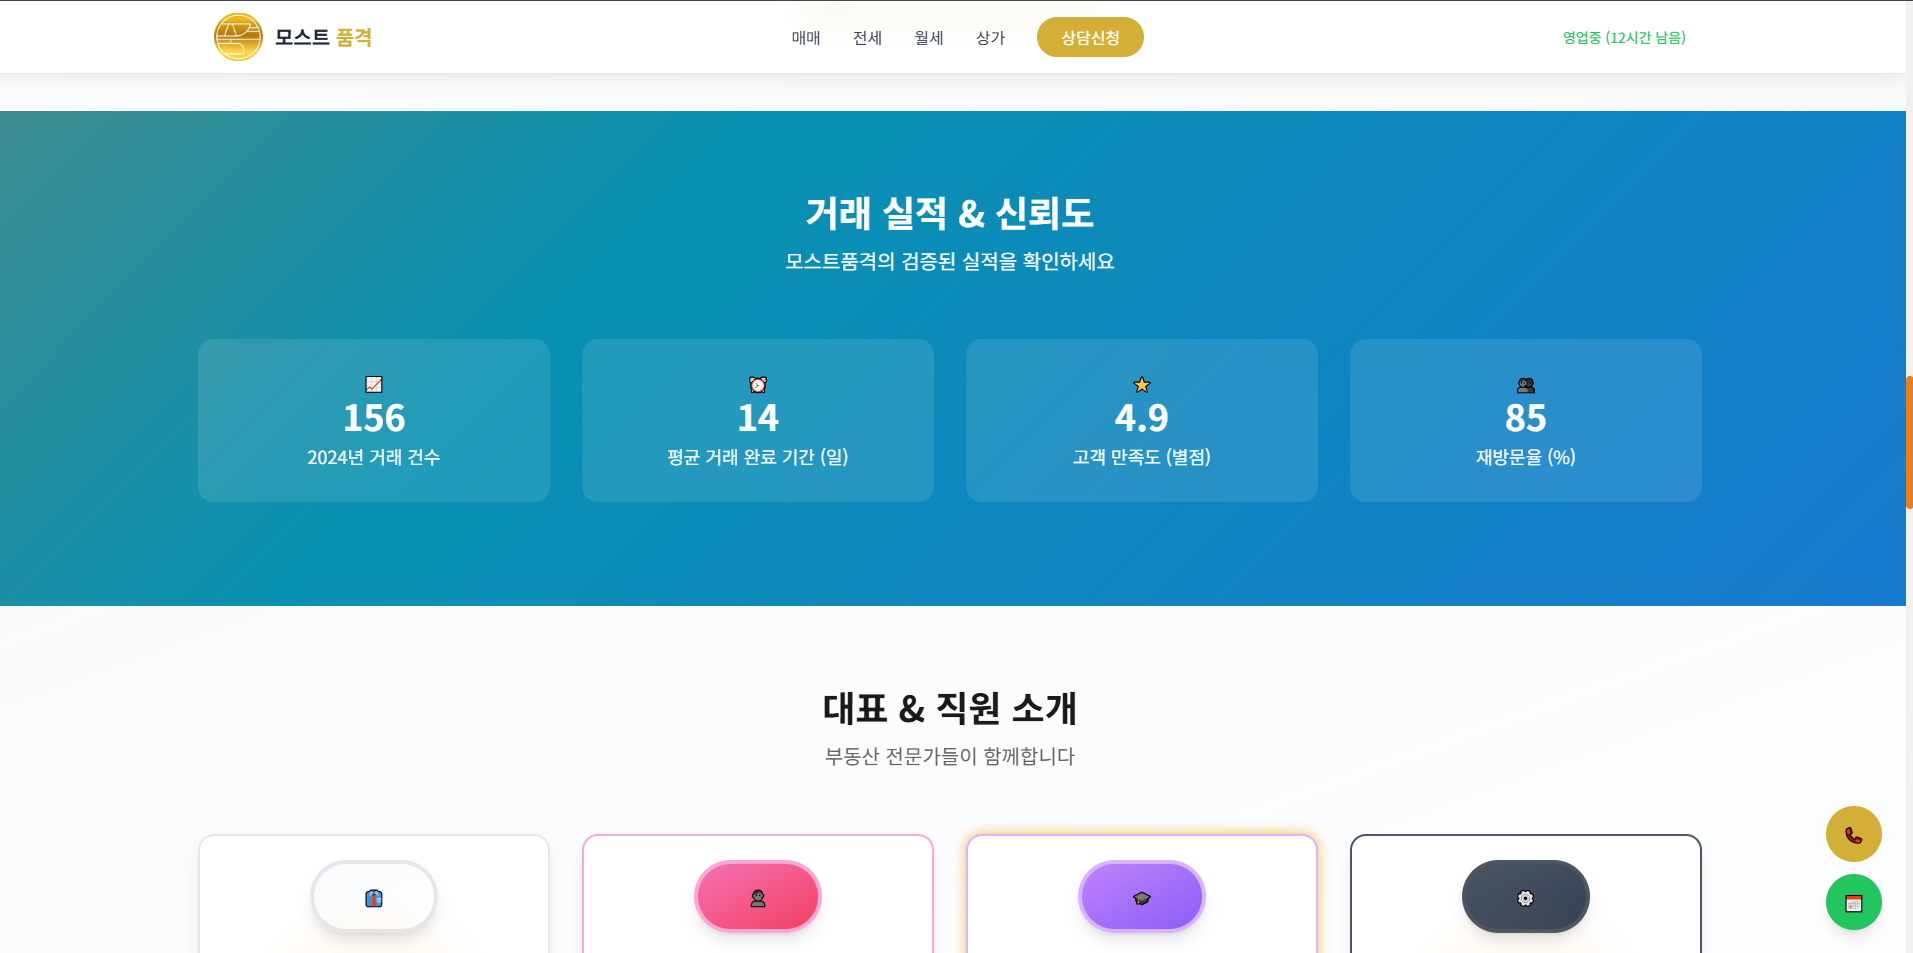 모스트 품격
매매
전세
월세
상가
상담신청
영업중 (12시간 남음)
거래 실적 & 신뢰도
모스트품격의 검증된 실적을 확인하세요
156
2024년 거래 건수
14
평균 거래 완료 기간 (일)
4.9
고객 만족도 (별점)
85
재방문율 (%)
대표 & 직원 소개
부동산 전문가들이 함께합니다